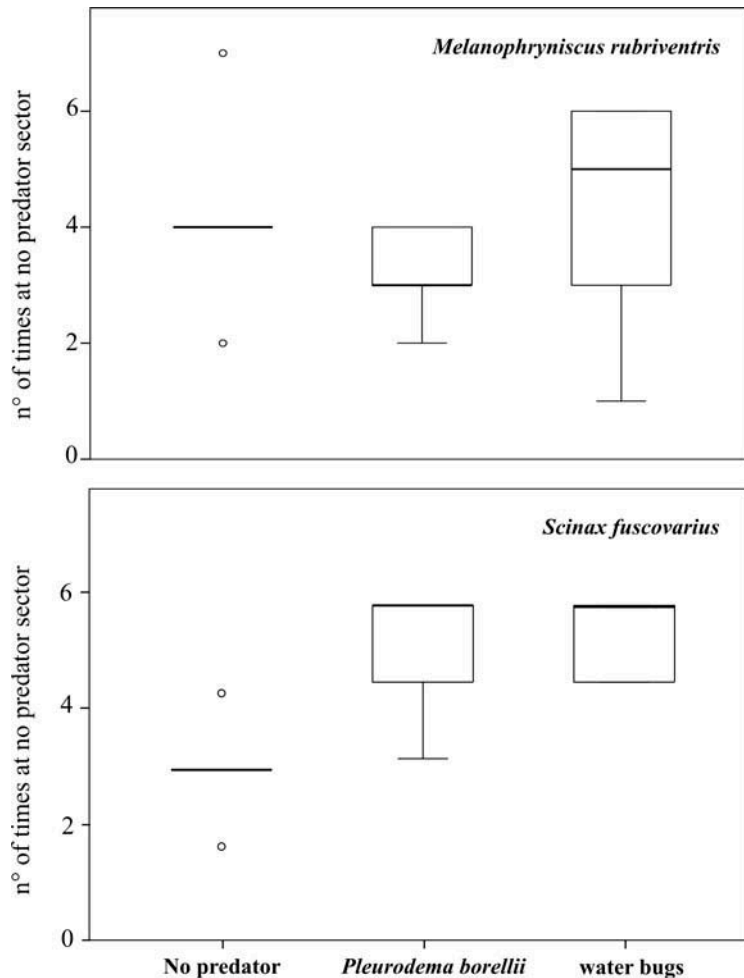 Melanophryniscus rubriventris
n° of times at no predator sector
6
4
2
0
Scinax fuscovarius
n° of times at no predator sector
6
4
2
0
No predator
Pleurodema borellii
water bugs